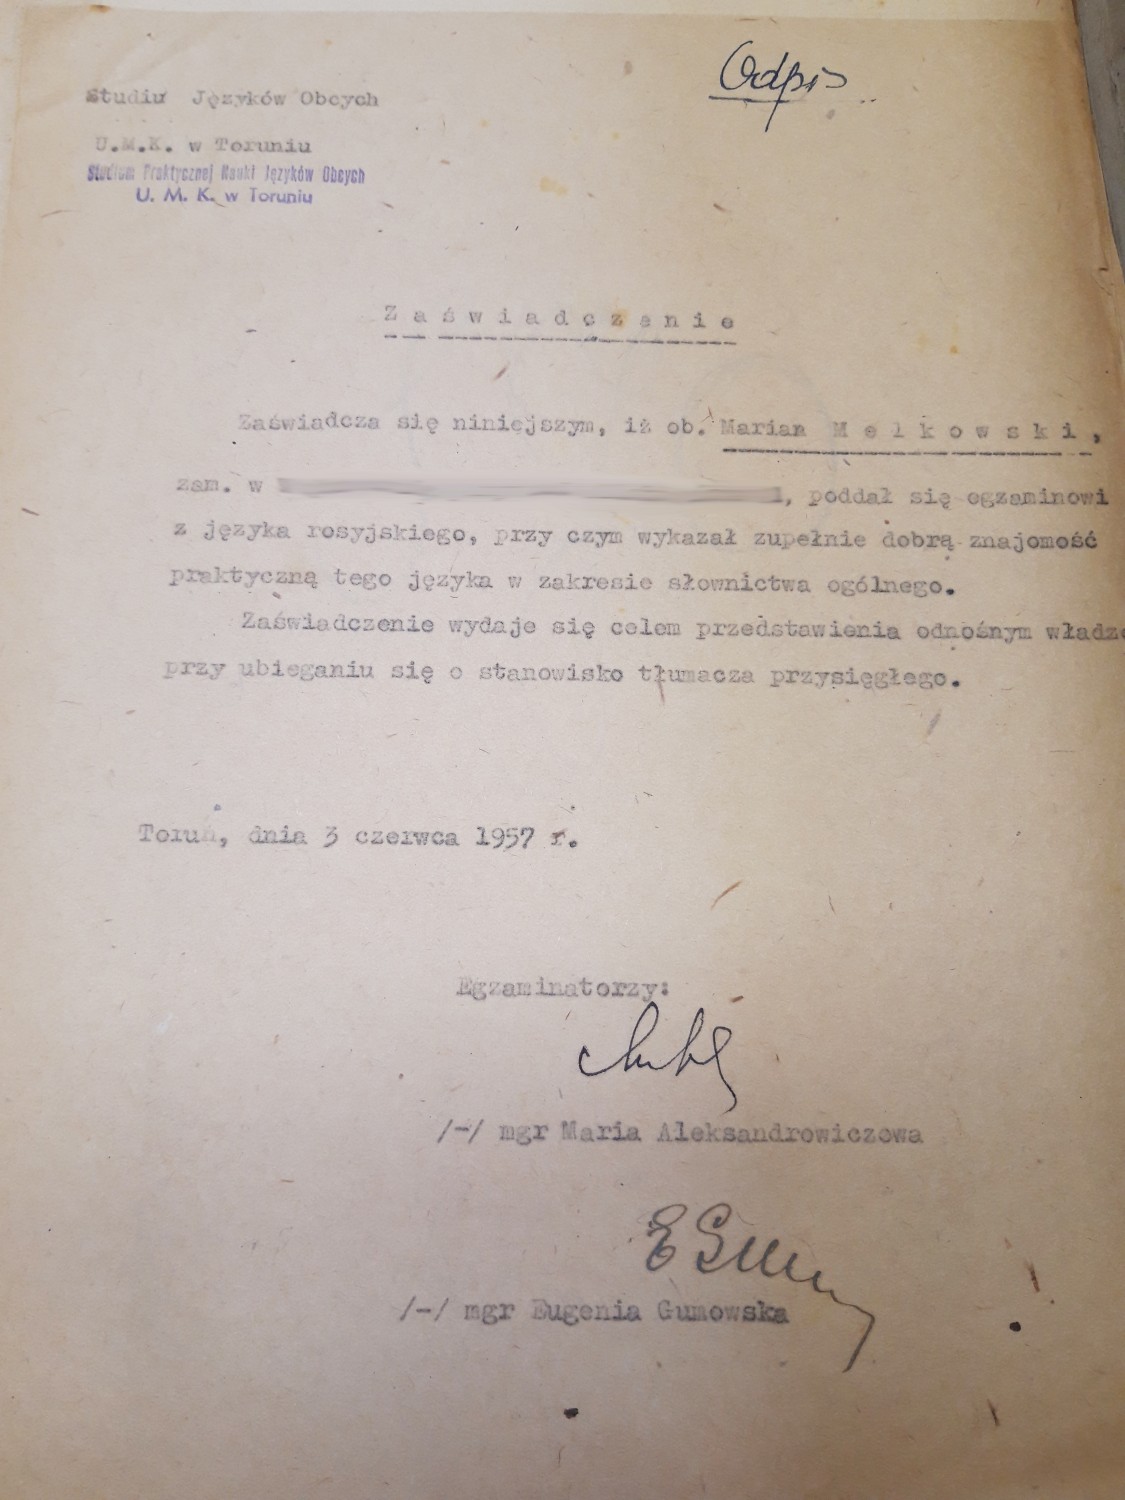 Odpis
Studiu Języków Obcych
U.M.K. w Toruniu
Studium Praktycznej Nauki Języków Obcych
U. M. K. w Toruniu
Zaświadczenie
Zaświadcza się niniejszym, iż ob. Marian Melkowski,
zam. w , poddał się egzaminowi
z języka rosyjskiego, przy czym wykazał zupełnie dobrą znajomość
praktyczną tego języka w zakresie słownictwa ogólnego.
Zaświadczenie wydaje się celem przedstawienia odnośnym
przy ubieganiu się o stanowisko tłumacza przysięgłego.
Toruń, dnia 3 czerwca 1957 r.
Egzaminatorzy:
/-/ mgr Maria Aleksandrowiczowa
/-/ mgr Eugenia Gumowska